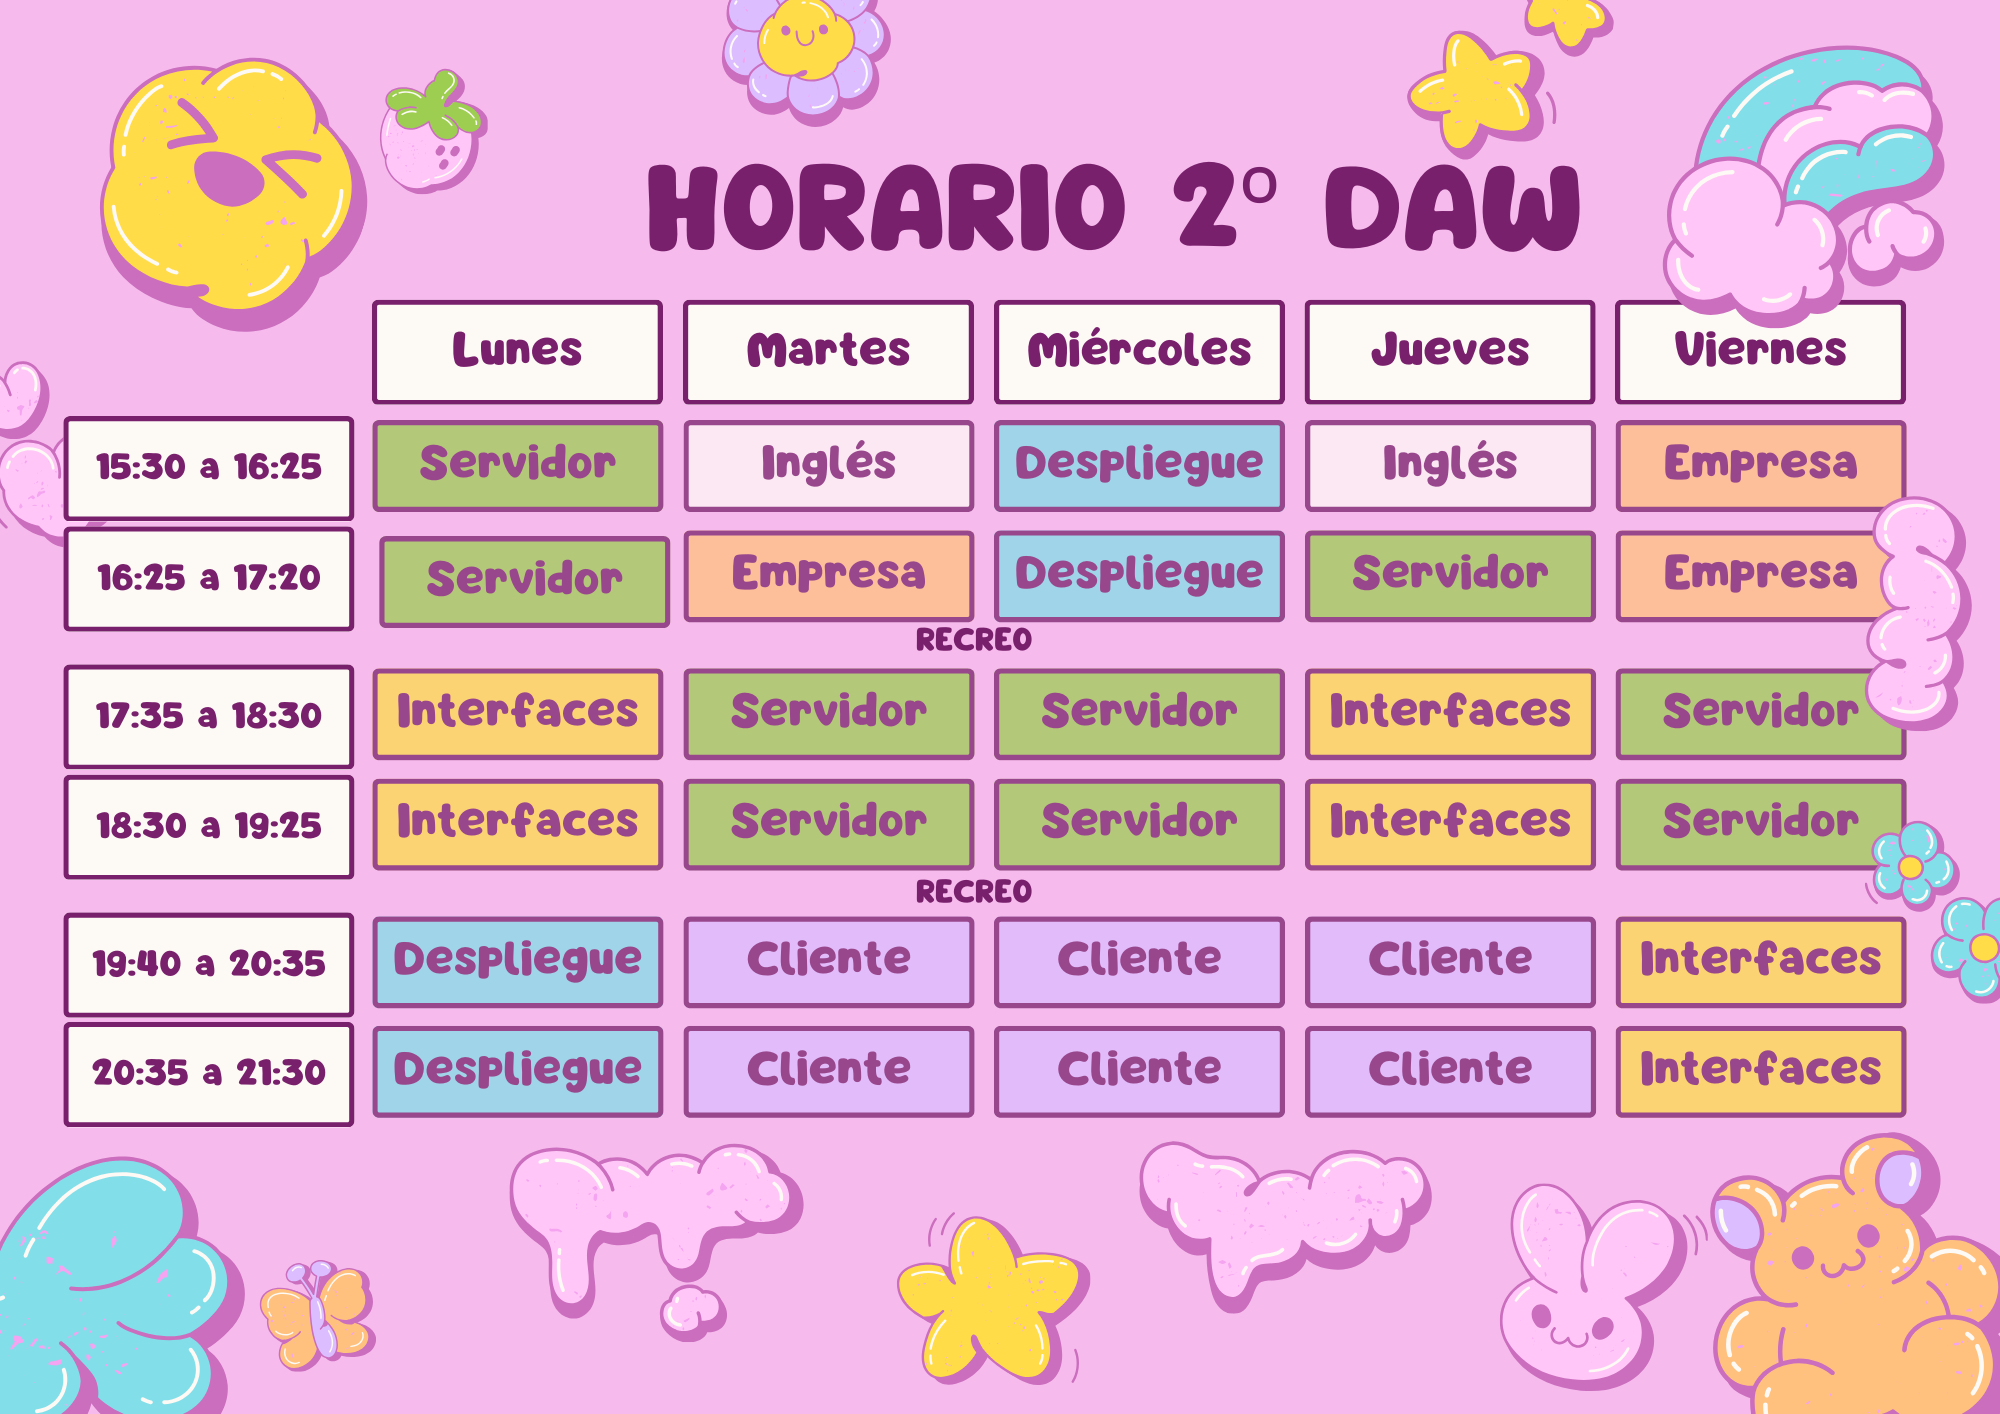 HORARIO 2º DAW
Lunes Martes Miércoles Jueves Viernes
15:30 a 16:25 Servidor Inglés Despliegue Inglés Empresa
16:25 a 17:20 Servidor Empresa Despliegue Servidor Empresa
RECREO
17:35 a 18:30 Interfaces Servidor Servidor Interfaces Servidor
18:30 a 19:25 Interfaces Servidor Servidor Interfaces Servidor
RECREO
19:40 a 20:35 Despliegue Cliente Cliente Cliente Interfaces
20:35 a 21:30 Despliegue Cliente Cliente Cliente Interfaces